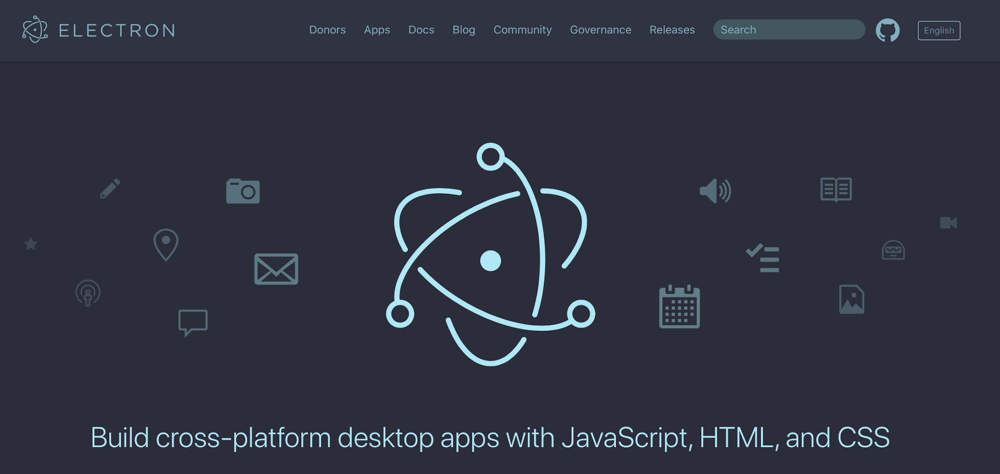 ELECTRON Donors Apps Docs Blog Community Governance Releases Search English
Build cross-platform desktop apps with JavaScript, HTML, and CSS